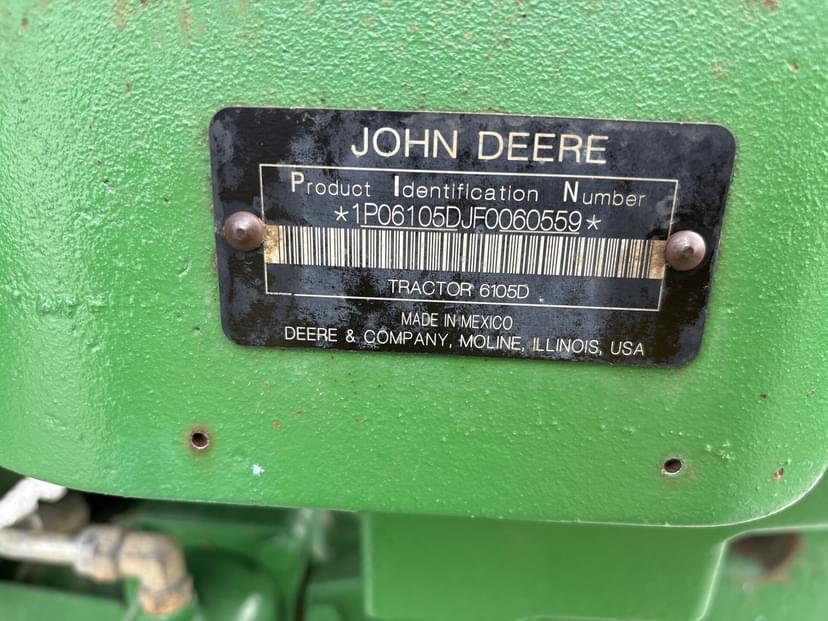 JOHN DEERE
Product Identification Number
*1P06105DJF0060559*
TRACTOR 6105D
MADE IN MEXICO
DEERE & COMPANY, MOLINE, ILLINOIS, USA